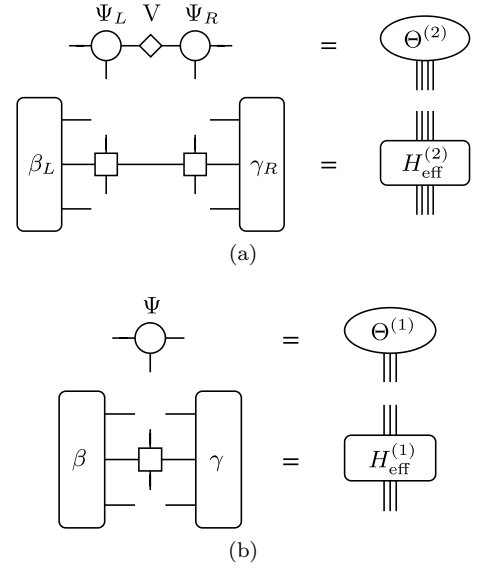 Ψ_L V Ψ_R
= Θ^(2)
β_L γ_R = H_eff^(2)
(a)
Ψ
= Θ^(1)
β γ = H_eff^(1)
(b)